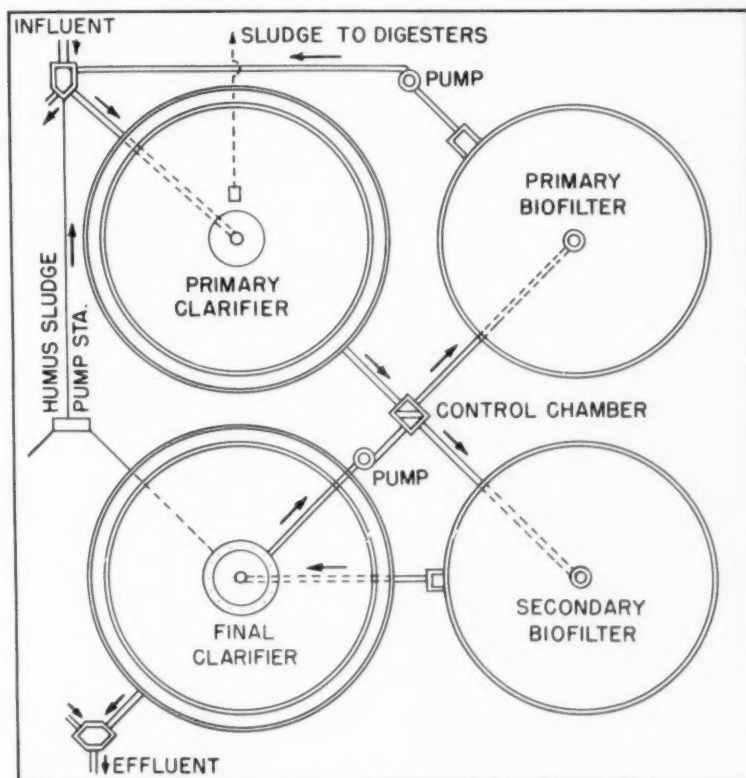 INFLUENT
SLUDGE TO DIGESTERS
PUMP
PRIMARY
BIOFILTER
PRIMARY
CLARIFIER
HUMUS SLUDGE
PUMP STA.
CONTROL CHAMBER
PUMP
FINAL
CLARIFIER
SECONDARY
BIOFILTER
EFFLUENT